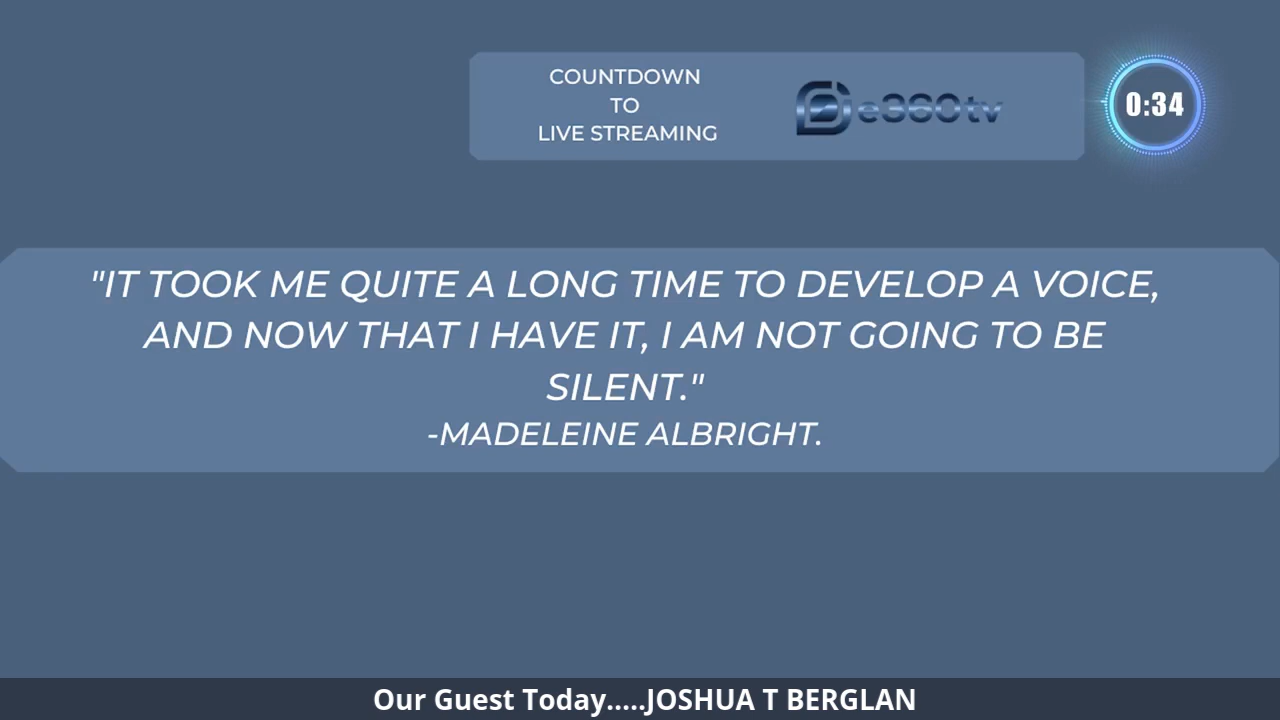 COUNTDOWN
TO
LIVE STREAMING
e360tv
0:34
"IT TOOK ME QUITE A LONG TIME TO DEVELOP A VOICE,
AND NOW THAT I HAVE IT, I AM NOT GOING TO BE
SILENT."
-MADELEINE ALBRIGHT.
Our Guest Today.....JOSHUA T BERGLAN